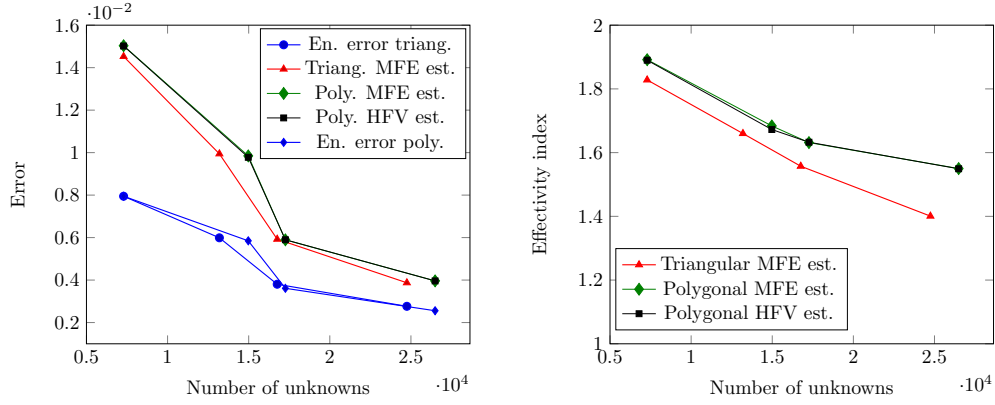 ·10⁻²
1.6
1.4
1.2
1
0.8
0.6
0.4
0.2
Error
0.5
1
1.5
2
2.5
Number of unknowns
·10⁴
En. error triang.
Triang. MFE est.
Poly. MFE est.
Poly. HFV est.
En. error poly.
2
1.8
1.6
1.4
1.2
1
Effectivity index
0.5
1
1.5
2
2.5
Number of unknowns
·10⁴
Triangular MFE est.
Polygonal MFE est.
Polygonal HFV est.